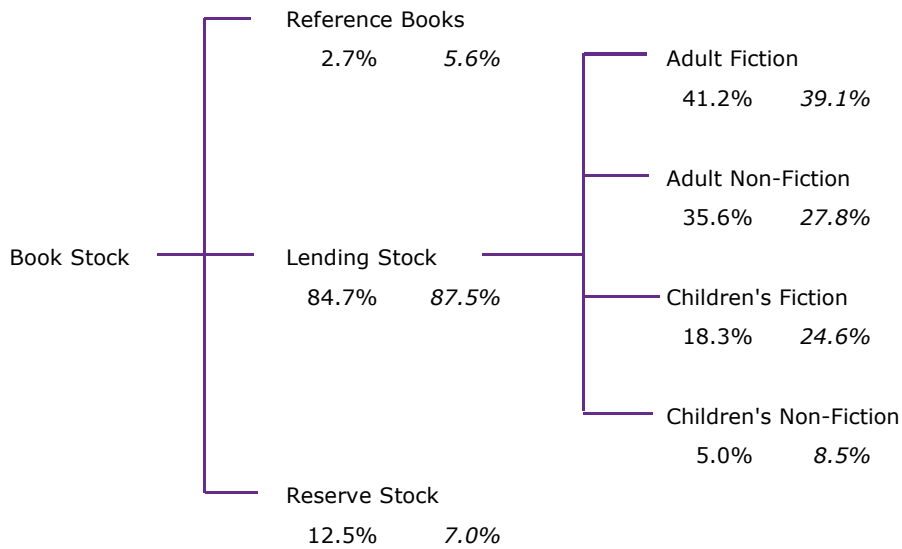 Reference Books
2.7% 5.6%
Adult Fiction
41.2% 39.1%
Adult Non-Fiction
35.6% 27.8%
Book Stock
Lending Stock
84.7% 87.5%
Children's Fiction
18.3% 24.6%
Children's Non-Fiction
5.0% 8.5%
Reserve Stock
12.5% 7.0%